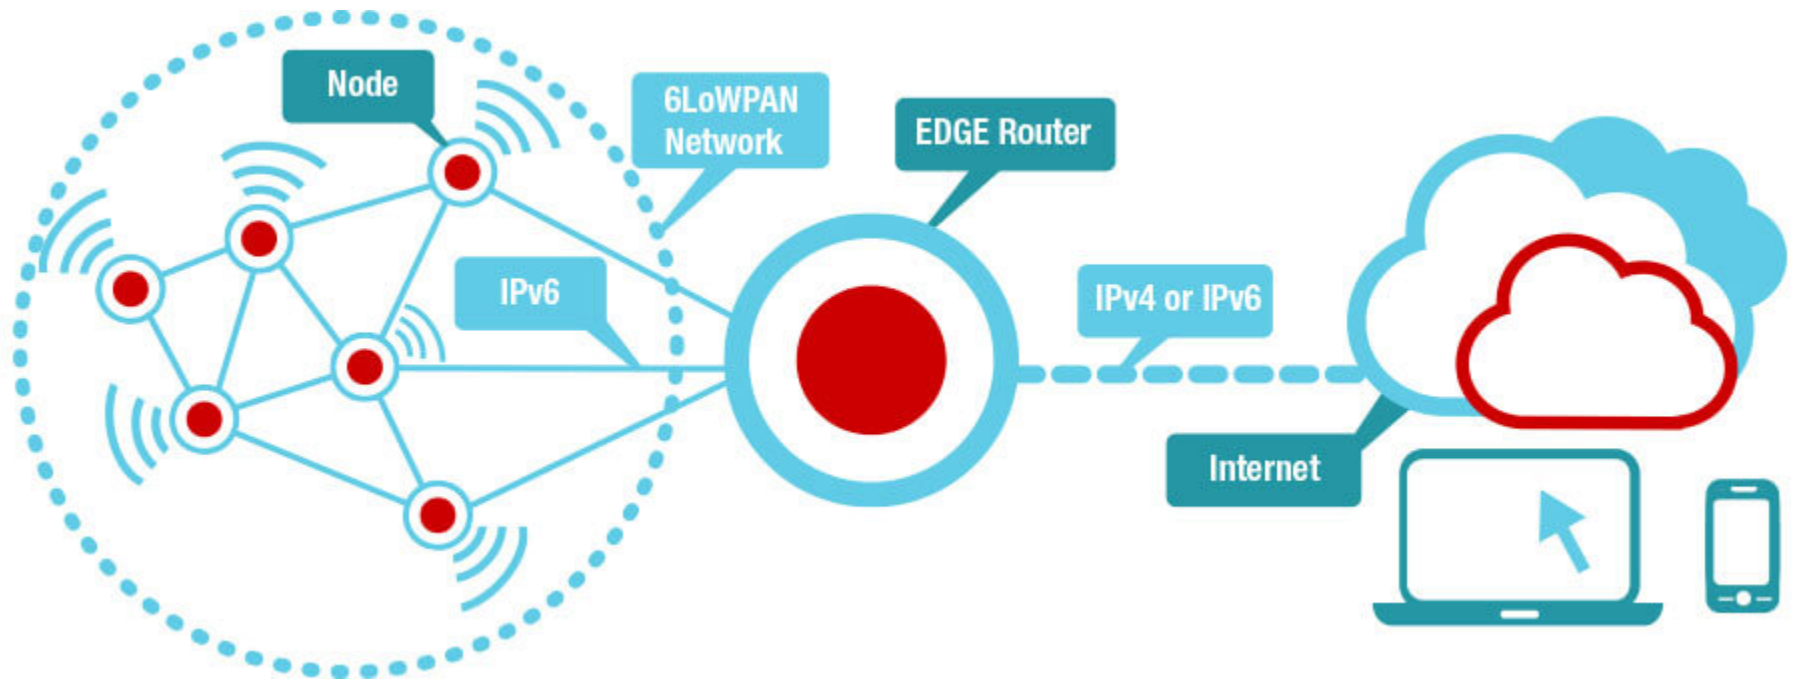 Node
6LoWPAN
Network
EDGE Router
IPv6
IPv4 or IPv6
Internet